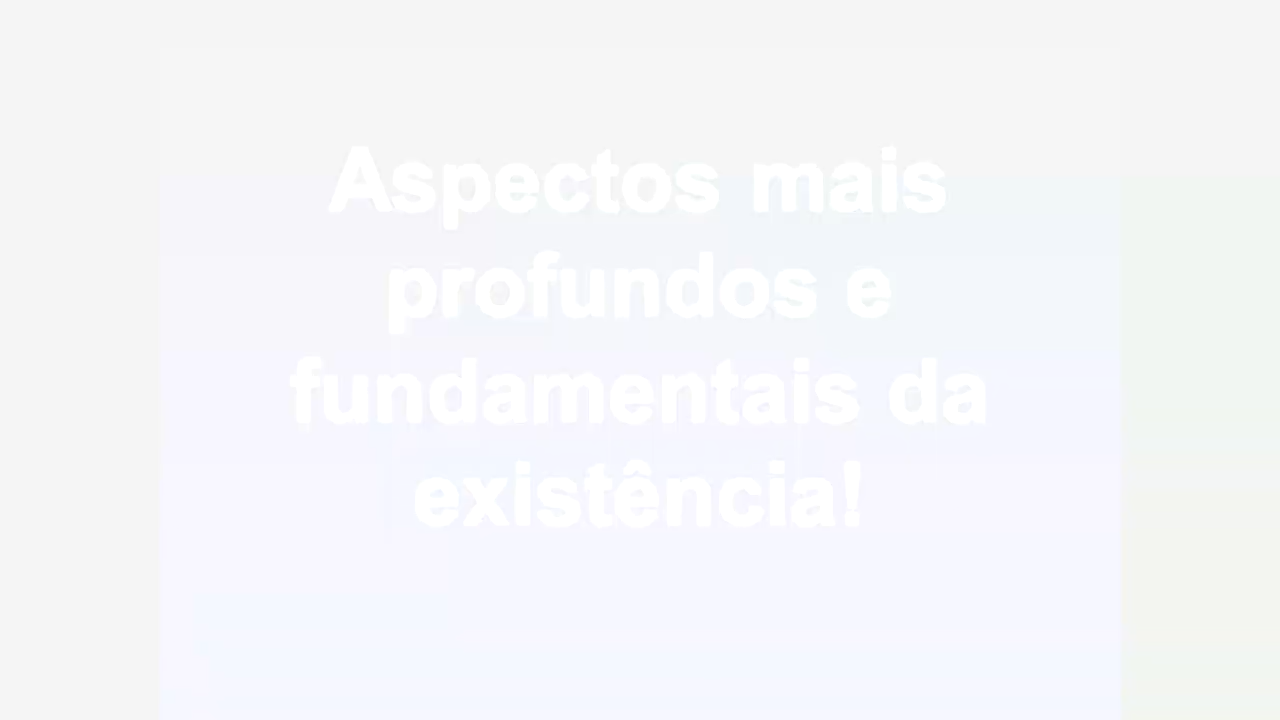 Aspectos mais
profundos e
fundamentais da
existência!